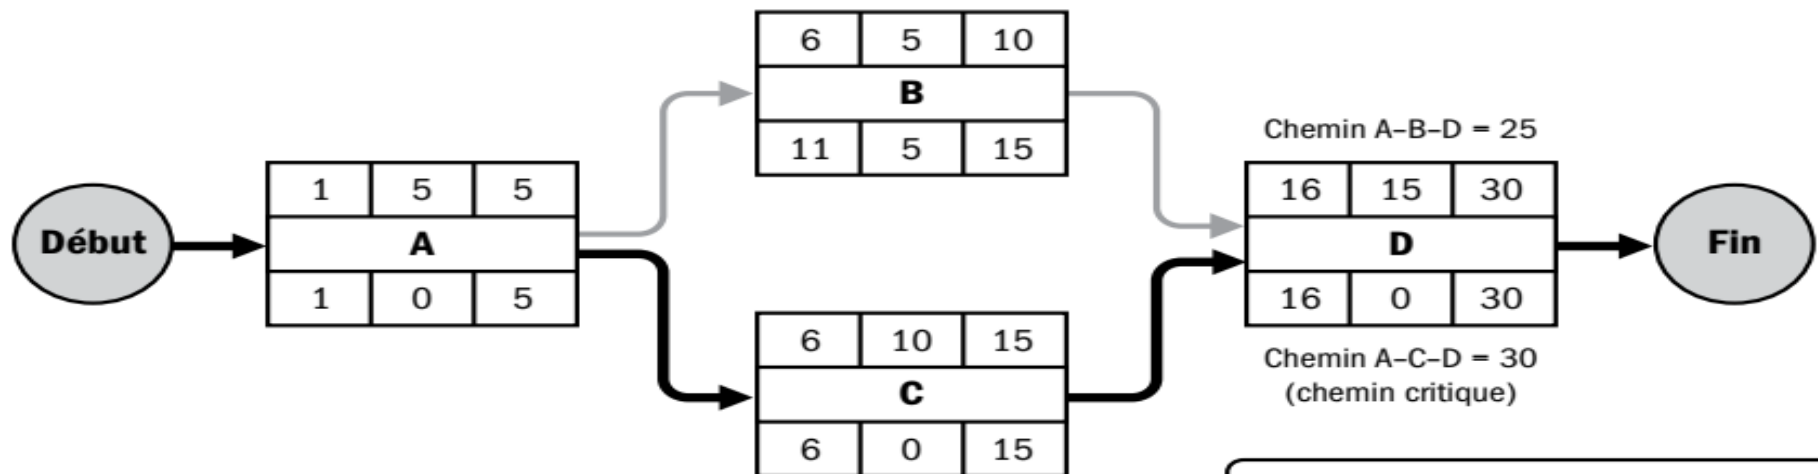 Début
1 5 5
A
1 0 5
6 5 10
B
11 5 15
6 10 15
C
6 0 15
Chemin A–B–D = 25
16 15 30
D
16 0 30
Chemin A–C–D = 30
(chemin critique)
Fin